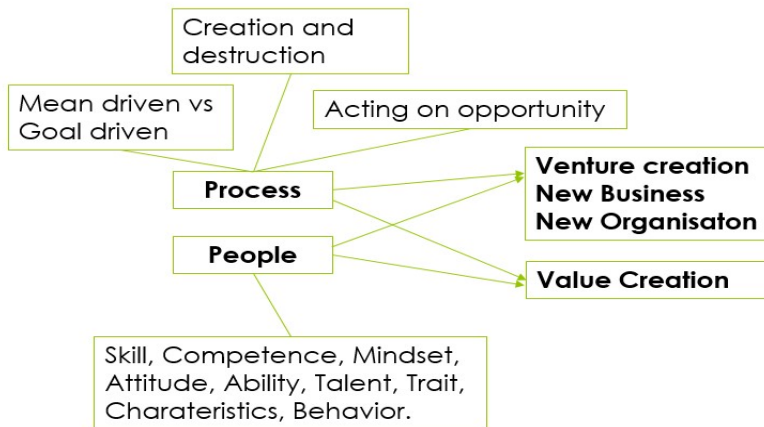 Creation and
destruction
Mean driven vs
Goal driven
Acting on opportunity
Process
Venture creation
New Business
New Organisaton
People
Value Creation
Skill, Competence, Mindset,
Attitude, Ability, Talent, Trait,
Charateristics, Behavior.